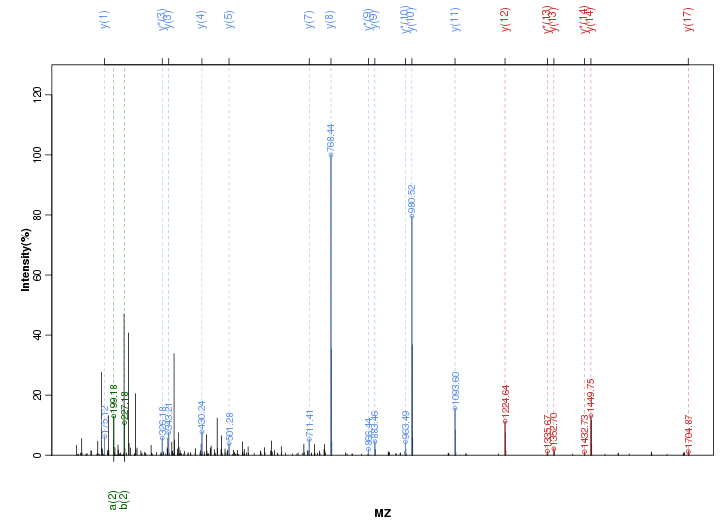 y(1)
y*(3)
y(3)
y(4)
y(5)
y(7)
y(8)
y*(9)
y(9)
y*(10)
y(10)
y(11)
y(12)
y*(13)
y(13)
y*(14)
y(14)
y(17)
Intensity(%)
0
20
40
60
80
100
120
175.12
199.18
227.18
326.18
343.21
430.24
501.28
711.41
768.44
866.44
883.46
963.49
980.52
1093.60
1224.64
1335.67
1352.70
1432.73
1449.75
1704.87
a(2)
b(2)
MZ